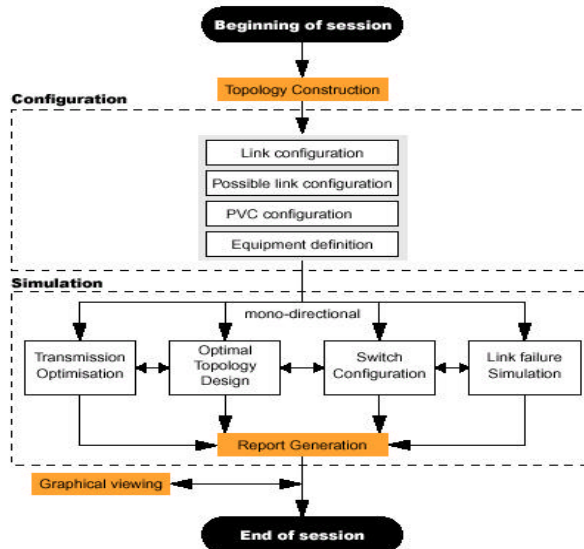 Beginning of session
Topology Construction
Configuration
Link configuration
Possible link configuration
PVC configuration
Equipment definition
Simulation
mono-directional
Transmission
Optimisation
Optimal
Topology
Design
Switch
Configuration
Link failure
Simulation
Report Generation
Graphical viewing
End of session